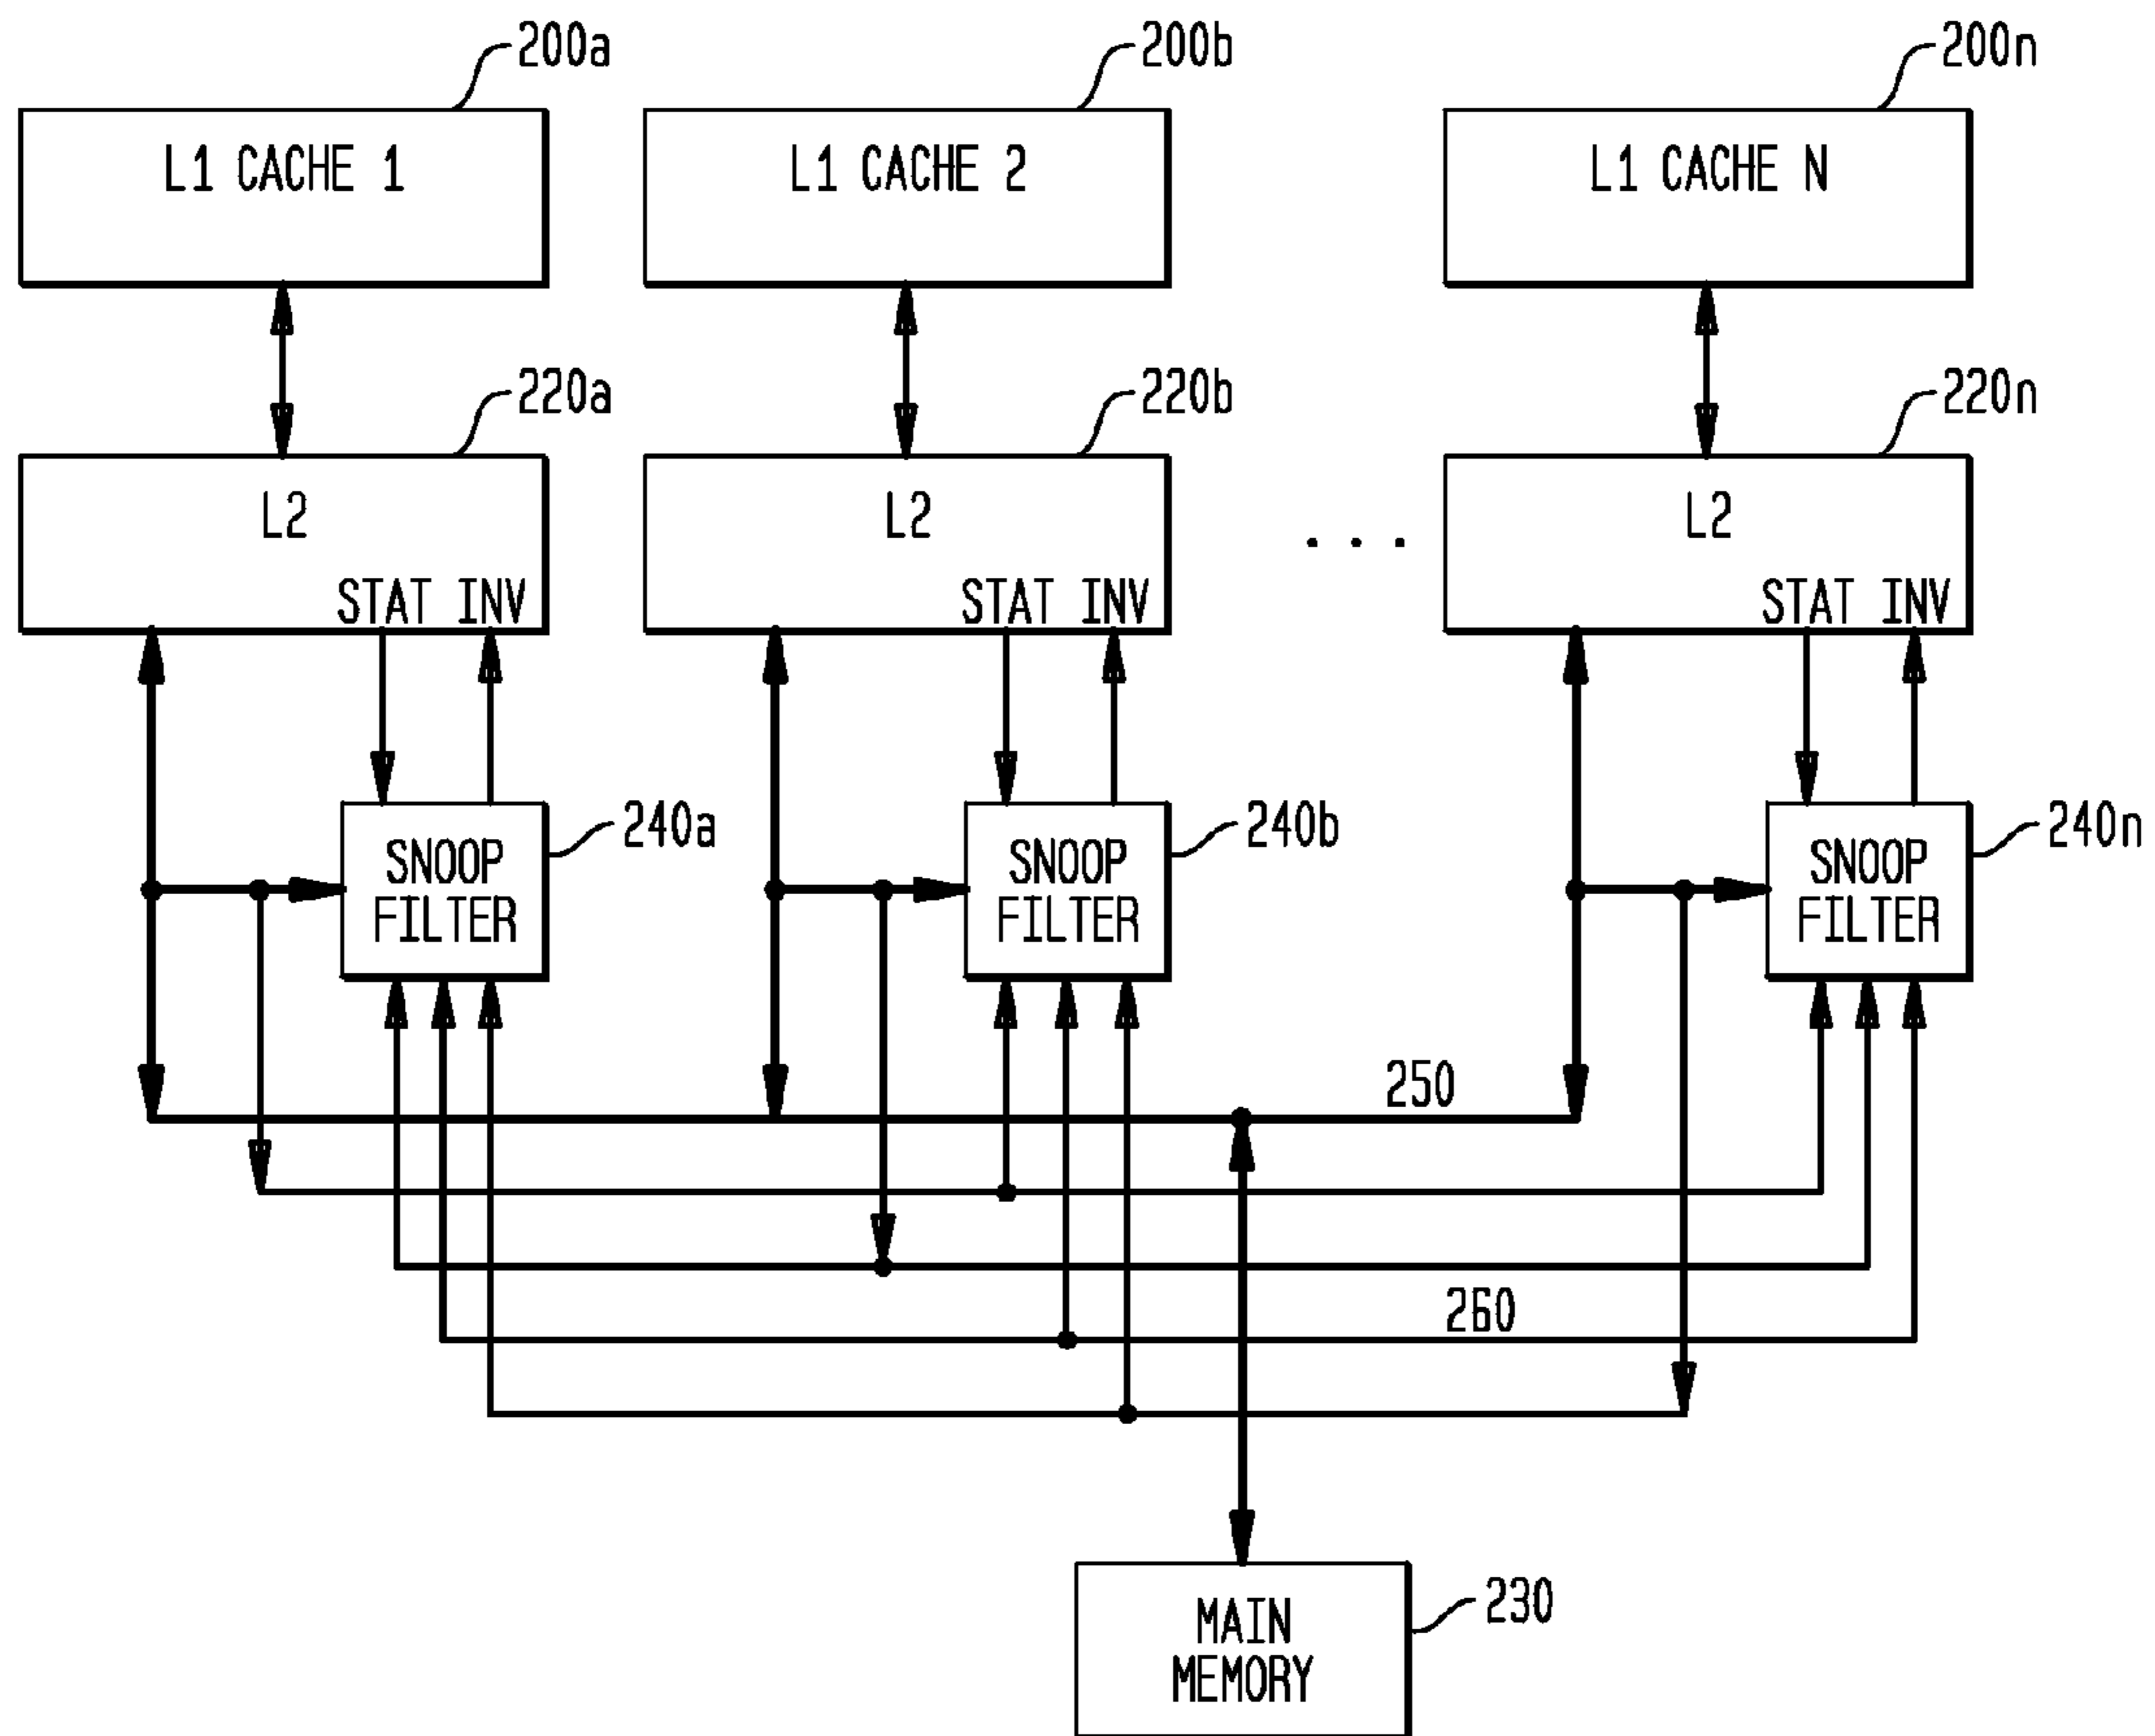 200a 200b 200n
L1 CACHE 1 L1 CACHE 2 L1 CACHE N
220a 220b 220n
L2 L2 L2
. . .
STAT INV STAT INV STAT INV
240a 240b 240n
SNOOP SNOOP SNOOP
FILTER FILTER FILTER
250
260
230
MAIN
MEMORY